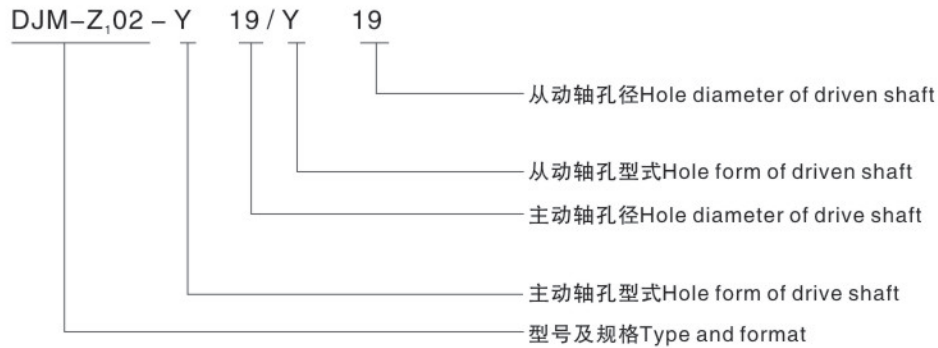 DJM–Z₁02 – Y 19 / Y 19
从动轴孔径Hole diameter of driven shaft
从动轴孔型式Hole form of driven shaft
主动轴孔径Hole diameter of drive shaft
主动轴孔型式Hole form of drive shaft
型号及规格Type and format